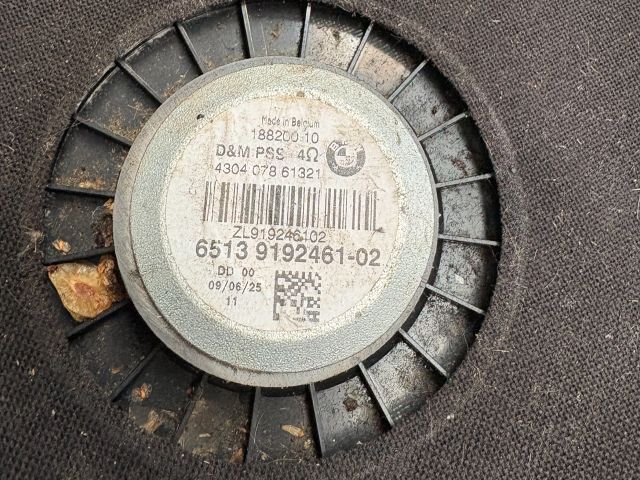 Made in Belgium
188200-10
D&M PSS 4Ω
4304 078 61321
ZL919246102
6513 9192461-02
DD 00
09/06/25
11